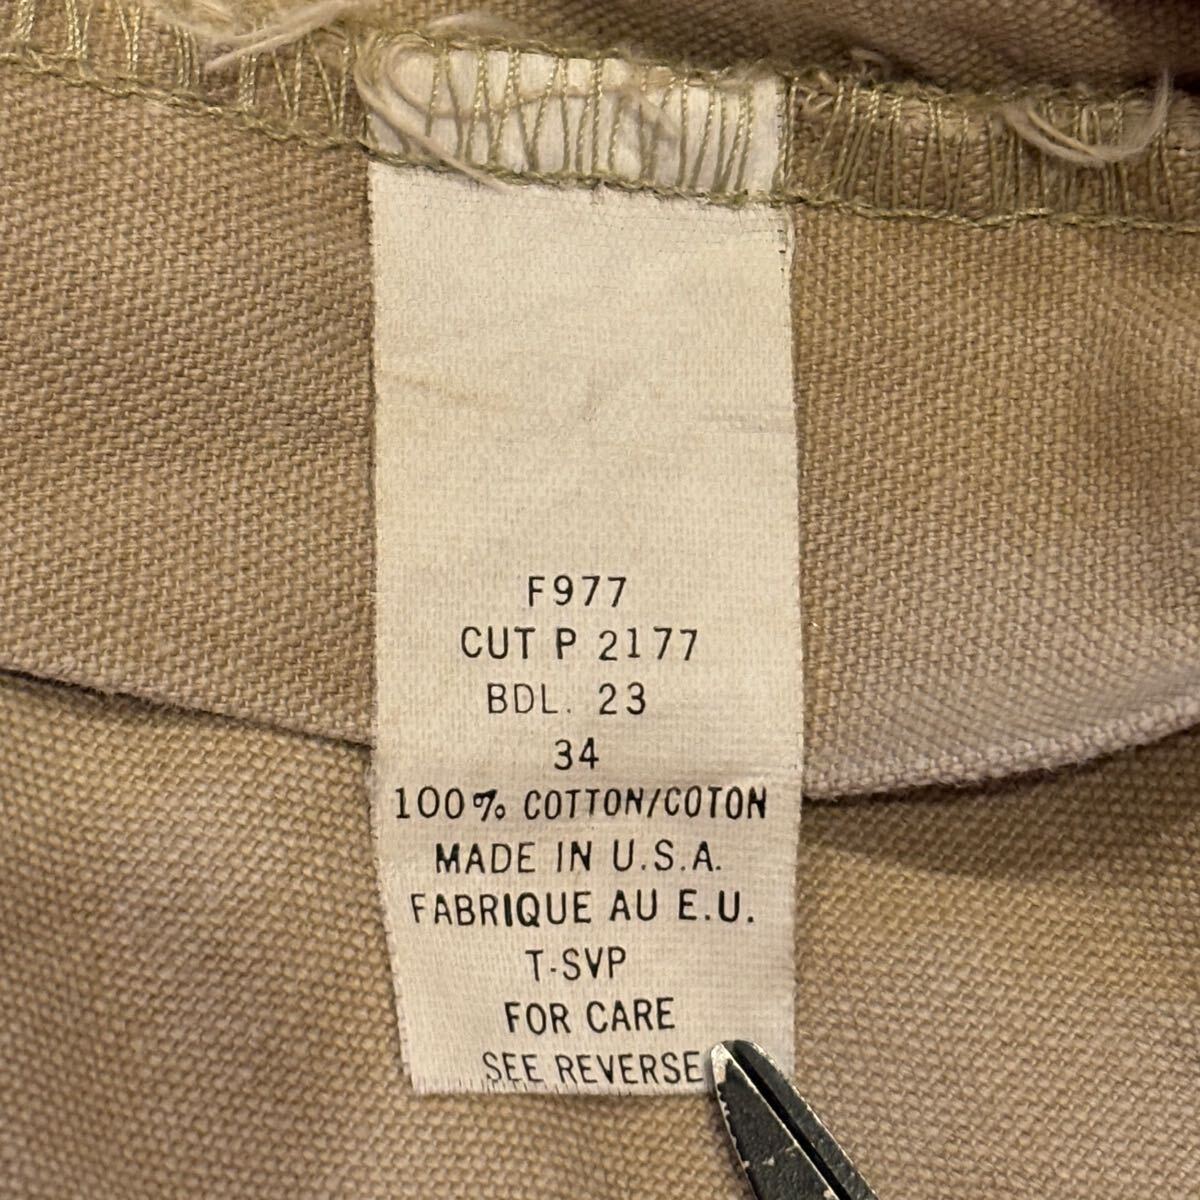 F977
CUT P 2177
BDL. 23
34
100% COTTON/COTON
MADE IN U.S.A.
FABRIQUE AU E.U.
T-SVP
FOR CARE
SEE REVERSE